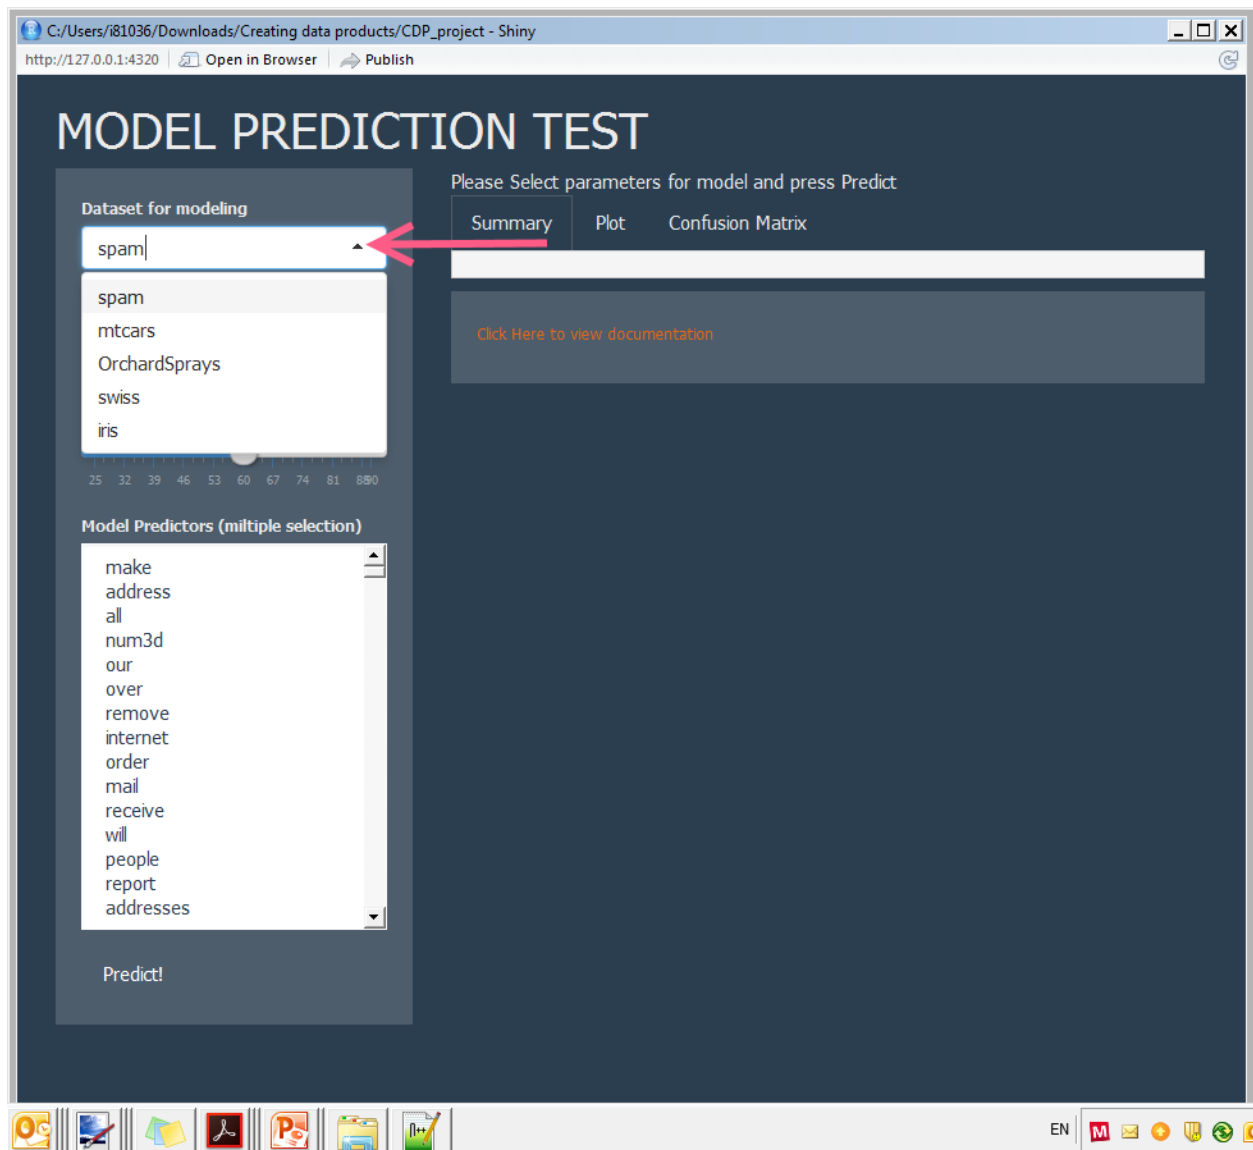 C:/Users/i81036/Downloads/Creating data products/CDP_project - Shiny
http://127.0.0.1:4320 Open in Browser Publish
MODEL PREDICTION TEST
Please Select parameters for model and press Predict
Summary Plot Confusion Matrix
Click Here to view documentation
Dataset for modeling
spam
spam
mtcars
OrchardSprays
swiss
iris
25 32 39 46 53 60 67 74 81 88 90
Model Predictors (miltiple selection)
make
address
all
num3d
our
over
remove
internet
order
mail
receive
will
people
report
addresses
Predict!
EN